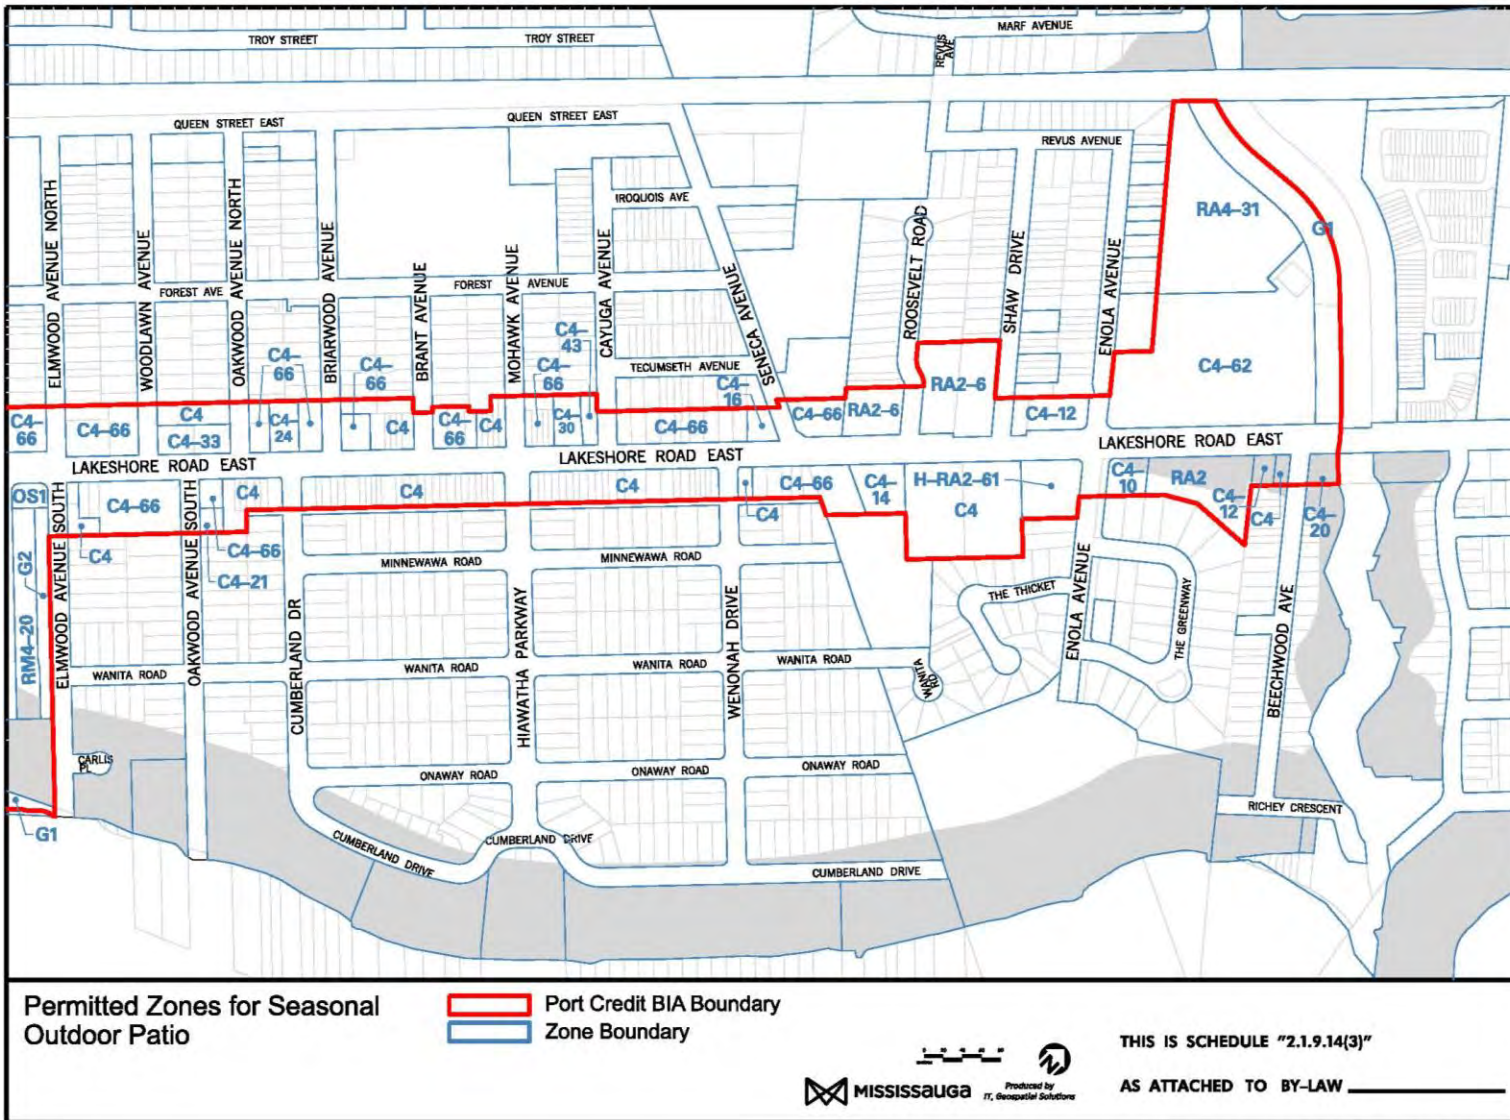 TROY STREET
TROY STREET
MARF AVENUE
REVUS
AVE
QUEEN STREET EAST
QUEEN STREET EAST
REVUS AVENUE
ELMWOOD AVENUE NORTH
WOODLAWN AVENUE
OAKWOOD AVENUE NORTH
BRIARWOOD AVENUE
BRANT AVENUE
MOHAWK AVENUE
CAYUGA AVENUE
IROQUOIS AVE
SENECA AVENUE
ROOSEVELT ROAD
SHAW DRIVE
ENOLA AVENUE
RA4-31
G1
FOREST AVE
FOREST AVENUE
TECUMSETH AVENUE
C4-
66
C4-66
C4
C4-33
C4-
66
C4-
24
C4-
66
C4
C4-
66
C4
C4-
66
C4-
43
C4-
30
C4-66
C4-
16
C4-66
RA2-6
RA2-6
C4-12
C4-62
LAKESHORE ROAD EAST
LAKESHORE ROAD EAST
LAKESHORE ROAD EAST
OS1
C4-66
C4
C4
C4-66
C4-21
C4
C4
C4
C4-66
C4-
14
H-RA2-61
C4
C4-
10
RA2
C4-
12
C4
C4-
20
G2
RM4-20
ELMWOOD AVENUE SOUTH
OAKWOOD AVENUE SOUTH
CUMBERLAND DR
HIAWATHA PARKWAY
WENONAH DRIVE
MINNEWAWA ROAD
MINNEWAWA ROAD
THE THICKET
ENOLA AVENUE
THE GREENWAY
BEECHWOOD AVE
WANITA ROAD
WANITA ROAD
WANITA ROAD
WANITA ROAD
WANITA
RD
CARLIS
PL
ONAWAY ROAD
ONAWAY ROAD
ONAWAY ROAD
RICHEY CRESCENT
G1
CUMBERLAND DRIVE
CUMBERLAND DRIVE
CUMBERLAND DRIVE
Permitted Zones for Seasonal
Outdoor Patio
Port Credit BIA Boundary
Zone Boundary
MISSISSAUGA
Produced by
IT, Geospatial Solutions
THIS IS SCHEDULE "2.1.9.14(3)"
AS ATTACHED TO BY-LAW